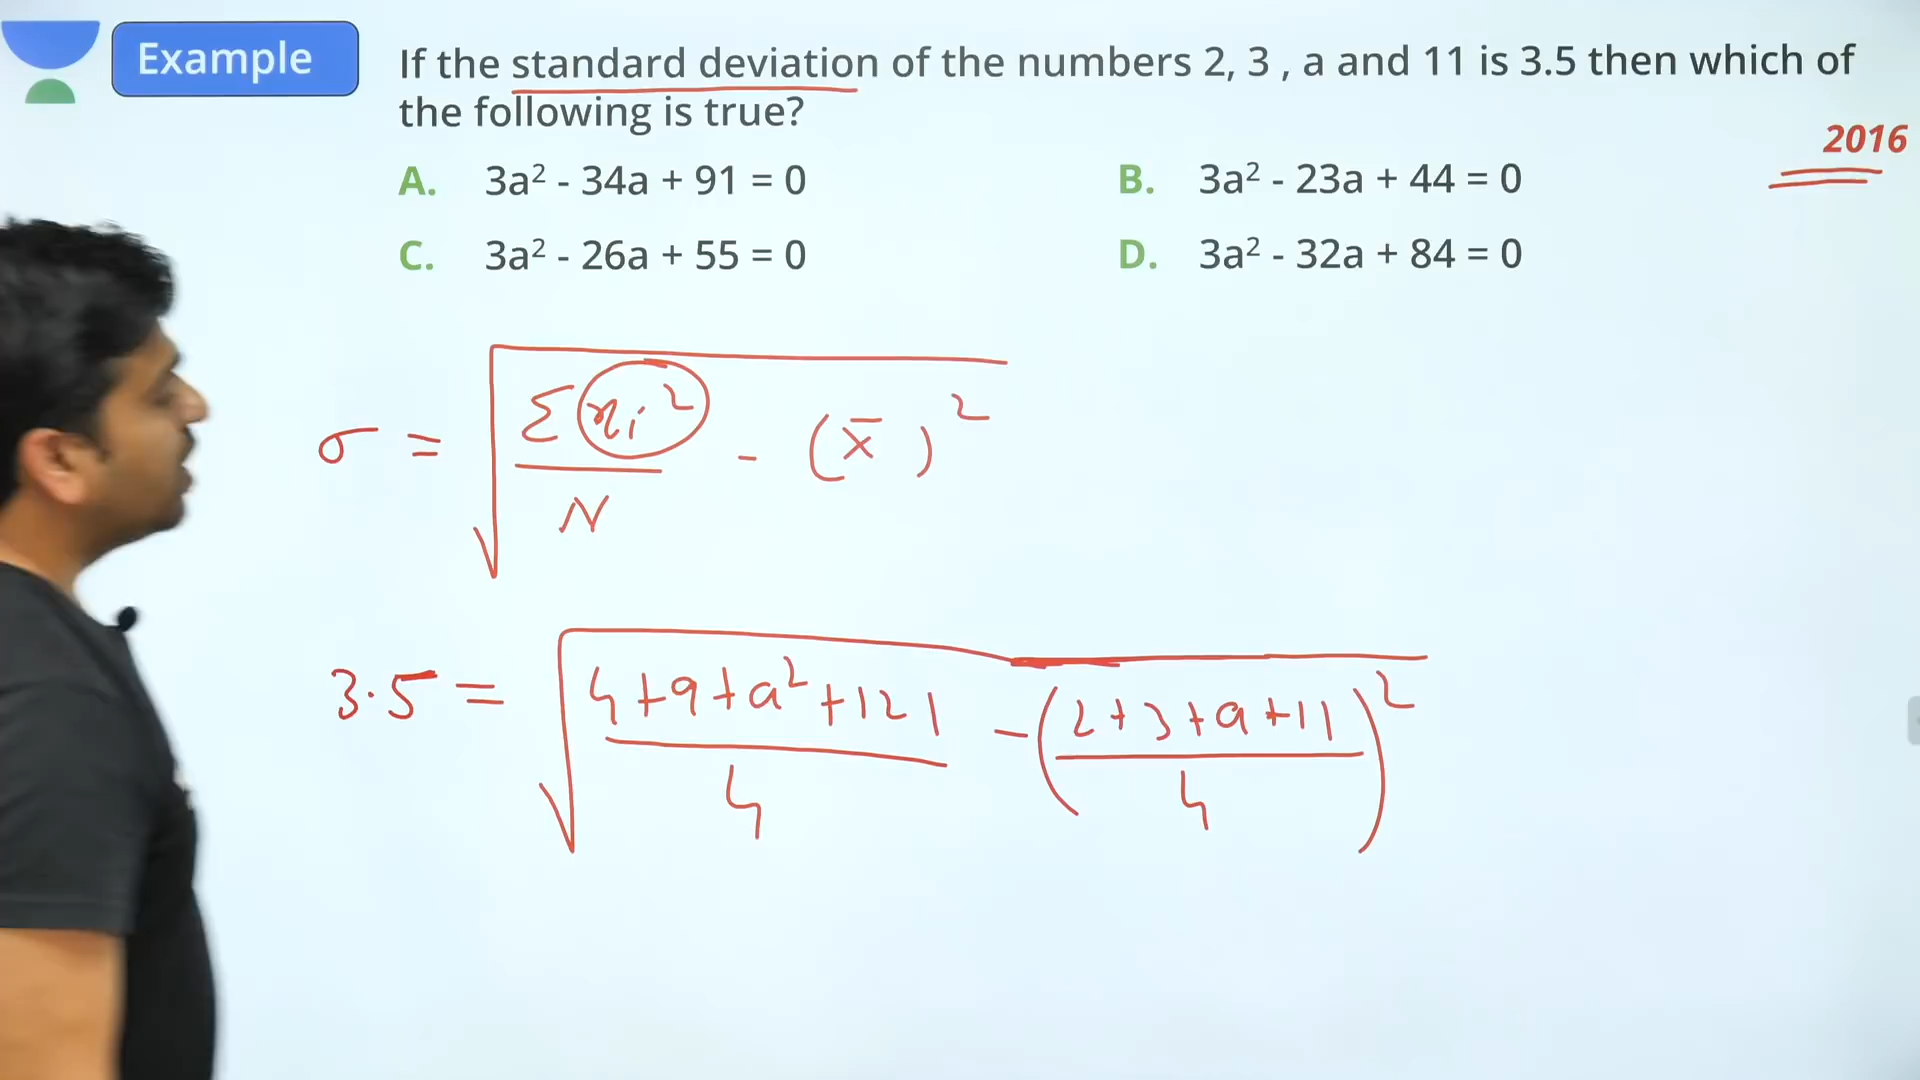 Example
If the standard deviation of the numbers 2, 3 , a and 11 is 3.5 then which of
the following is true?
2016
A. 3a² - 34a + 91 = 0
B. 3a² - 23a + 44 = 0
C. 3a² - 26a + 55 = 0
D. 3a² - 32a + 84 = 0
σ = √(Σxᵢ²/N - (x̄)²)
3.5 = √((4+9+a²+121)/4 - ((2+3+a+11)/4)²)